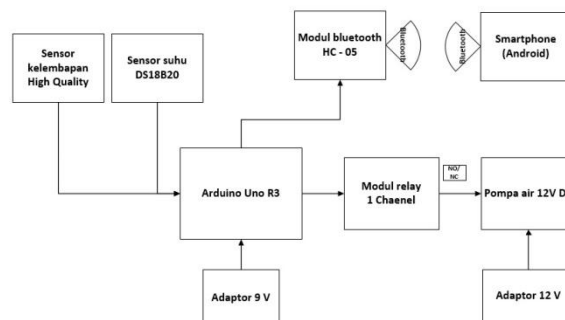 Sensor
kelembapan
High Quality
Sensor suhu
DS18B20
Modul bluetooth
HC - 05
Bluetooth
Bluetooth
Smartphone
(Android)
Arduino Uno R3
Modul relay
1 Chaenel
NO/
NC
Pompa air 12V D
Adaptor 9 V
Adaptor 12 V